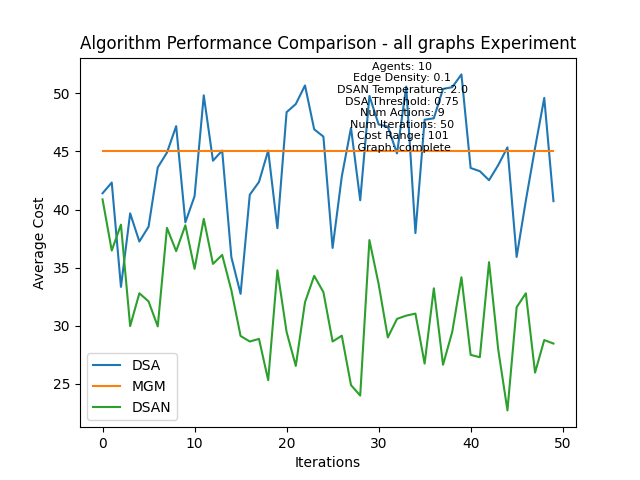 Algorithm Performance Comparison - all graphs Experiment
Agents: 10
Edge Density: 0.1
DSAN Temperature: 2.0
DSA Threshold: 0.75
Num Actions: 9
Num Iterations: 50
Cost Range: 101
Graph: complete
Average Cost
50
45
40
35
30
25
DSA
MGM
DSAN
0
10
20
30
40
50
Iterations